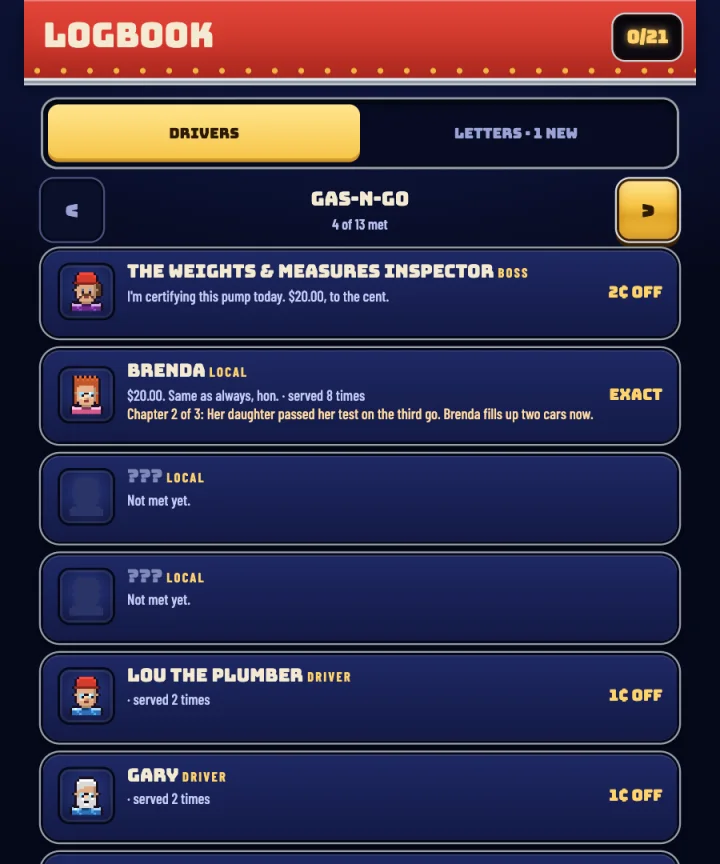 LOGBOOK
0/21
DRIVERS
LETTERS · 1 NEW
<
GAS-N-GO
4 of 13 met
>
THE WEIGHTS & MEASURES INSPECTOR BOSS
I'm certifying this pump today. $20.00, to the cent.
2¢ OFF
BRENDA LOCAL
$20.00. Same as always, hon. · served 8 times
Chapter 2 of 3: Her daughter passed her test on the third go. Brenda fills up two cars now.
EXACT
??? LOCAL
Not met yet.
??? LOCAL
Not met yet.
LOU THE PLUMBER DRIVER
· served 2 times
1¢ OFF
GARY DRIVER
· served 2 times
1¢ OFF